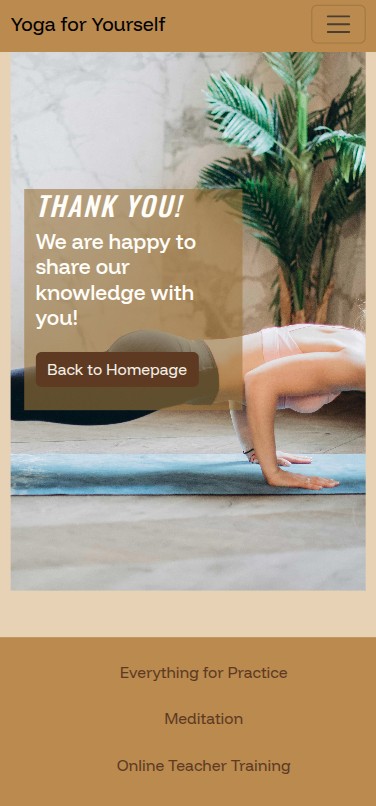 Yoga for Yourself
THANK YOU!
We are happy to
share our
knowledge with
you!
Back to Homepage
Everything for Practice
Meditation
Online Teacher Training